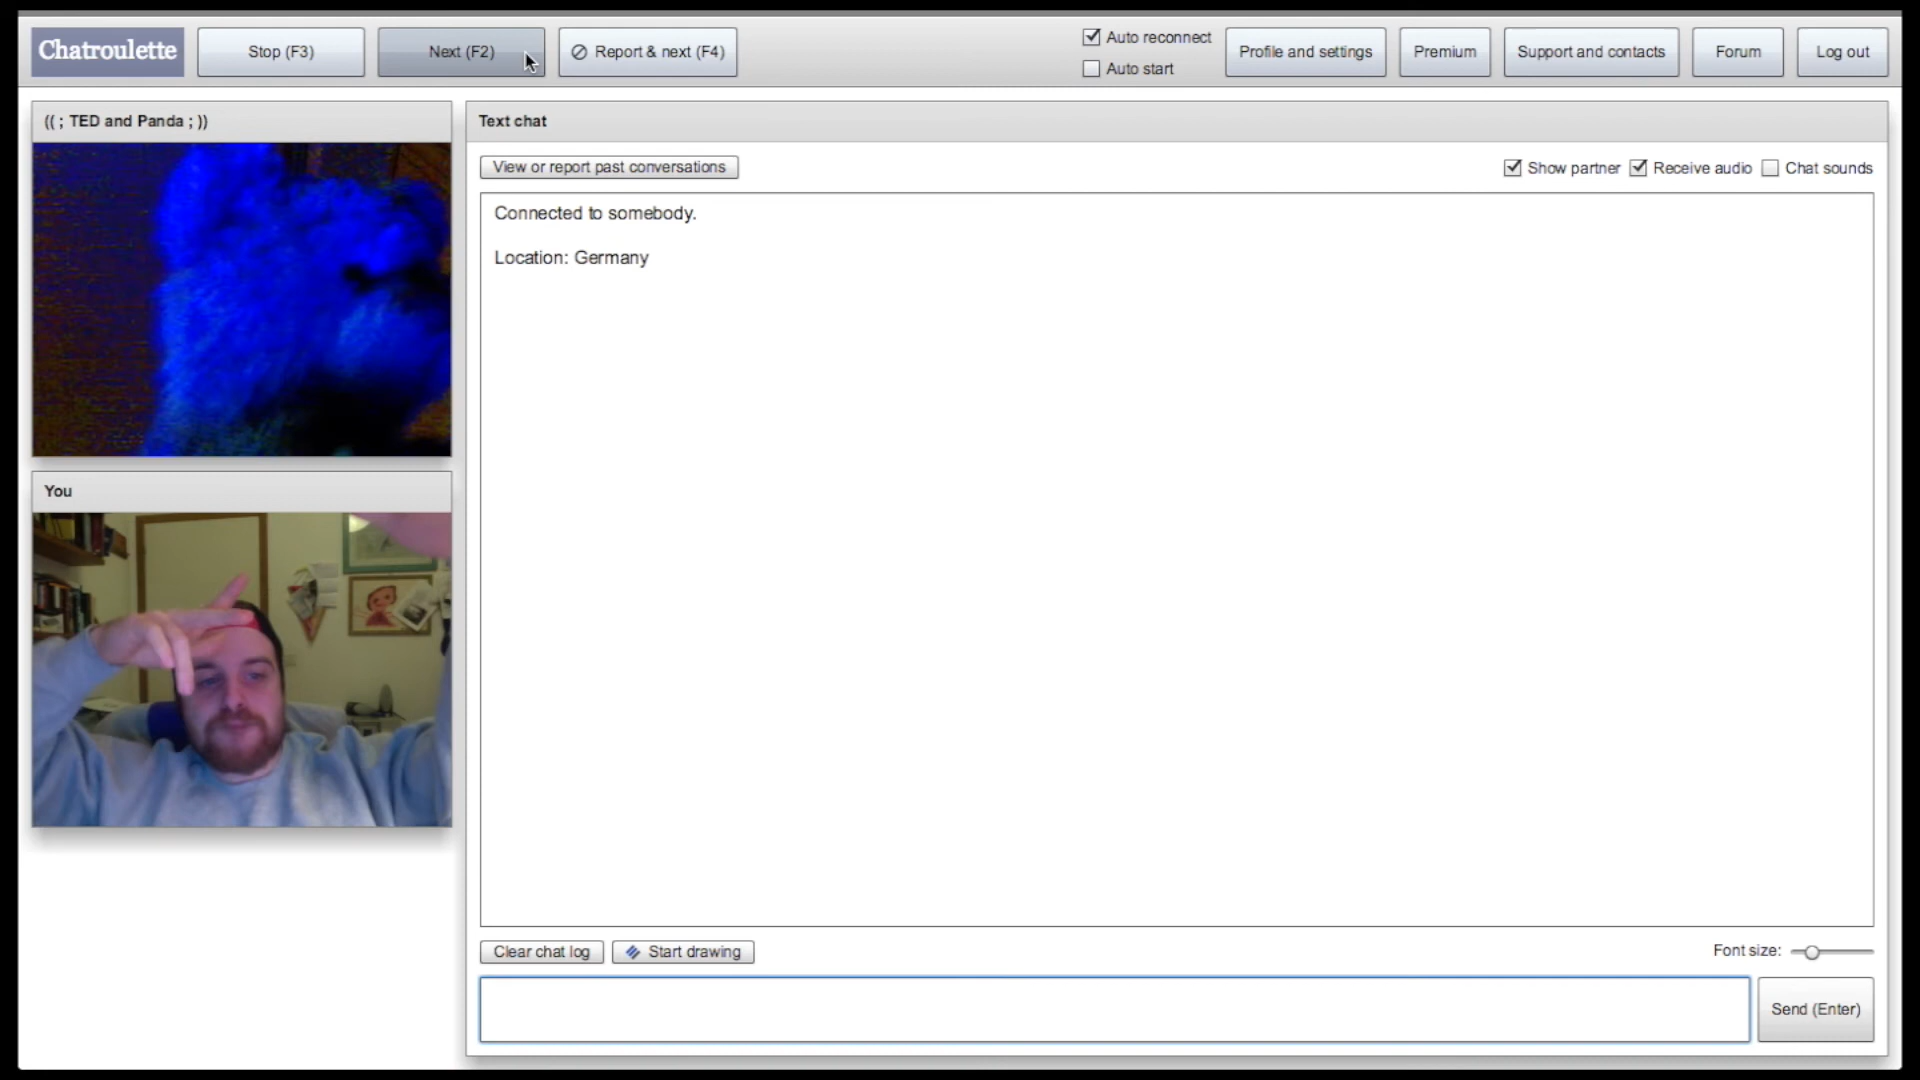 Chatroulette
Stop (F3)
Next (F2)
Report & next (F4)
Auto reconnect
Auto start
Profile and settings
Premium
Support and contacts
Forum
Log out
(( ; TED and Panda ; ))
Text chat
View or report past conversations
Show partner
Receive audio
Chat sounds
Connected to somebody.
Location: Germany
You
Clear chat log
Start drawing
Font size:
Send (Enter)